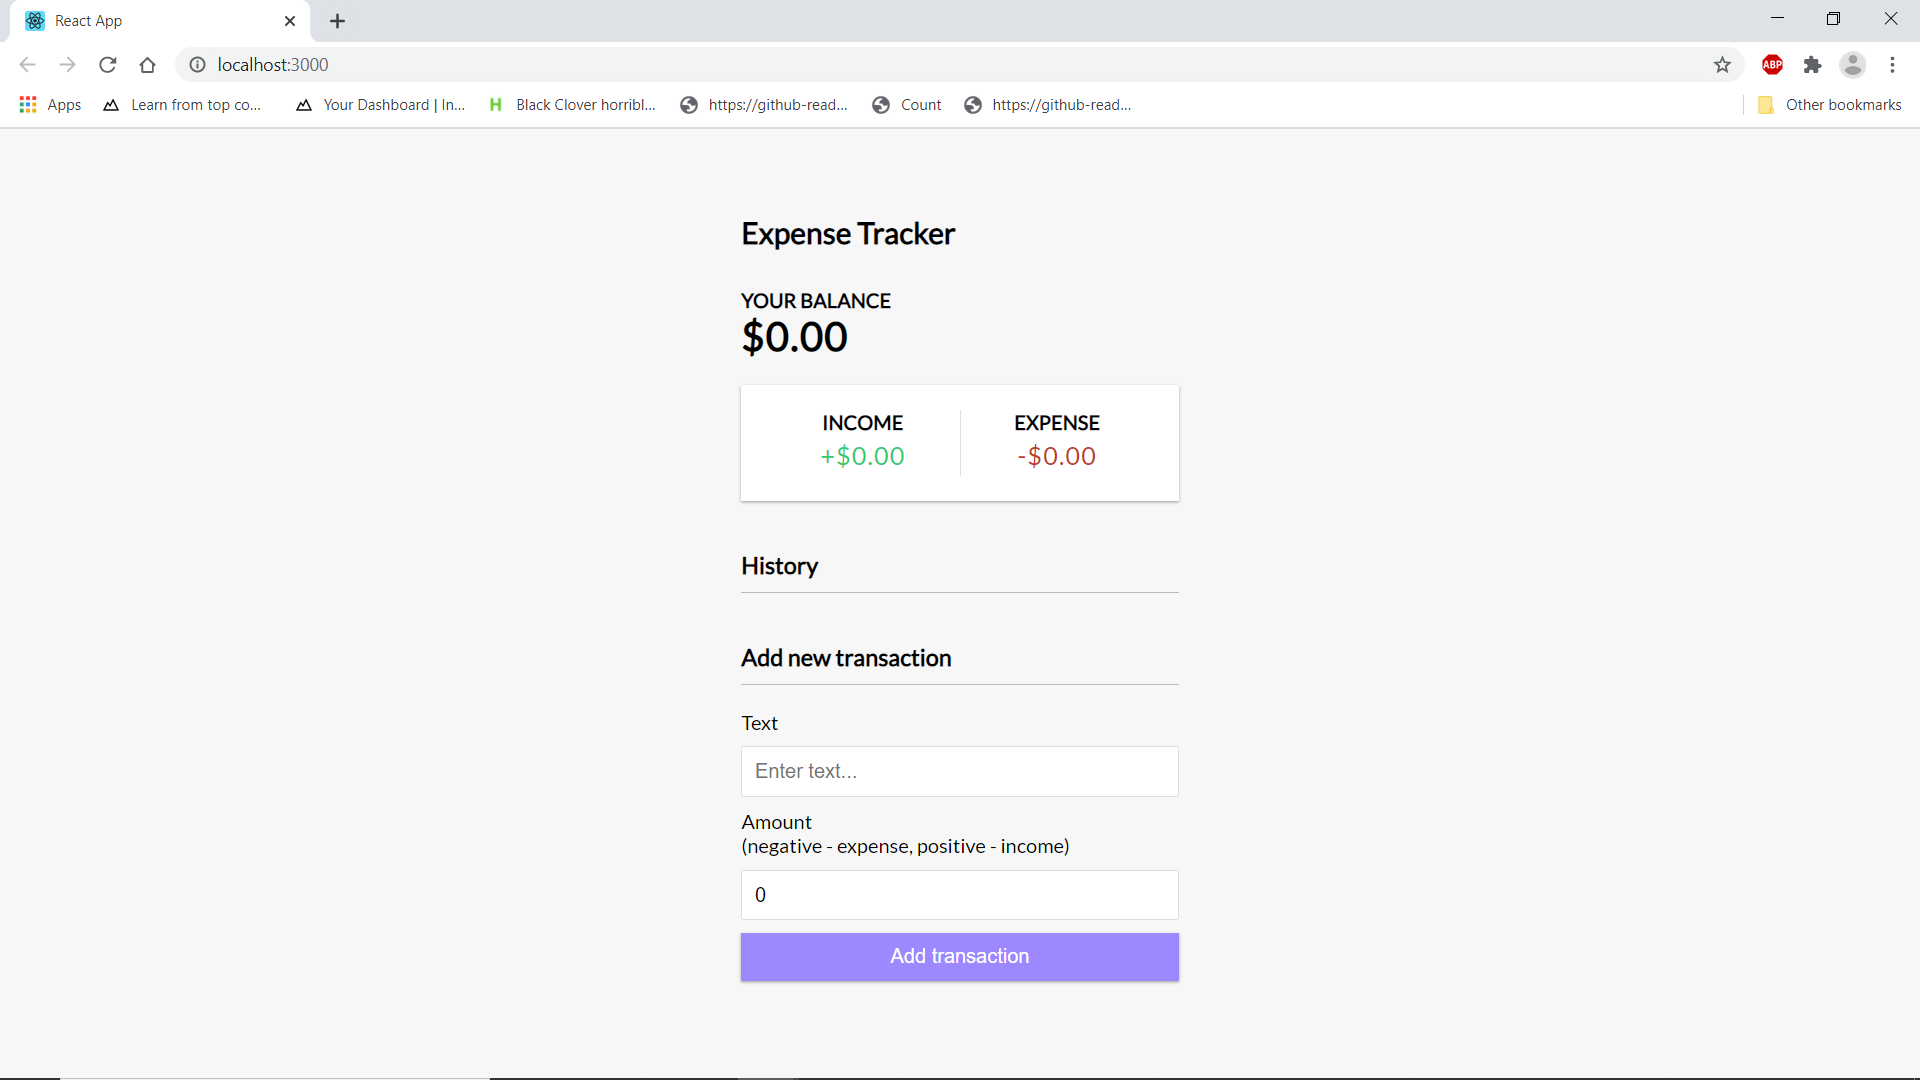 React App
localhost:3000
ABP
Apps
Learn from top co...
Your Dashboard | In...
H Black Clover horribl...
https://github-read...
Count
https://github-read...
Other bookmarks
Expense Tracker
YOUR BALANCE
$0.00
INCOME EXPENSE
+$0.00 -$0.00
History
Add new transaction
Text
Enter text...
Amount
(negative - expense, positive - income)
0
Add transaction